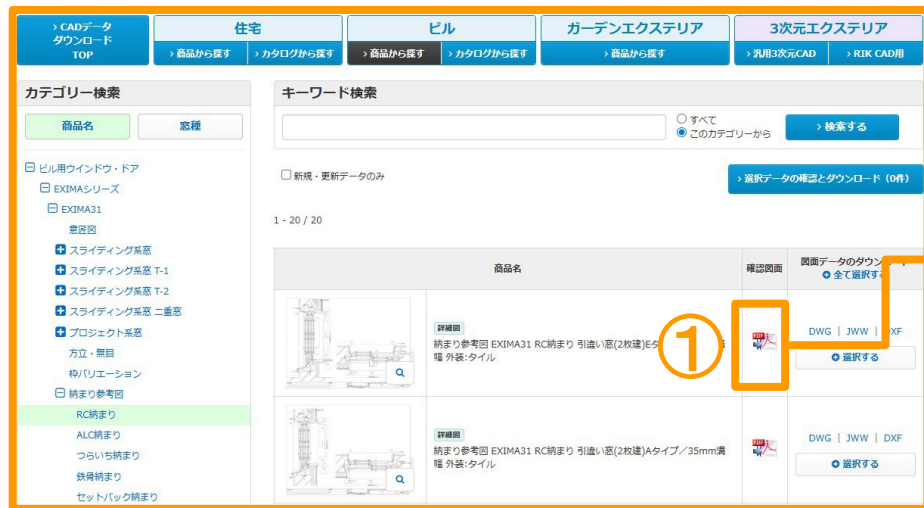 › CADデータ
ダウンロード
TOP
住宅
› 商品から探す
› カタログから探す
ビル
› 商品から探す
› カタログから探す
ガーデンエクステリア
› 商品から探す
3次元エクステリア
› 汎用3次元CAD
› RIK CAD用
カテゴリー検索
商品名
窓種
ビル用ウインドウ・ドア
EXIMAシリーズ
EXIMA31
意匠図
スライディング系窓
スライディング系窓 T-1
スライディング系窓 T-2
スライディング系窓 二重窓
プロジェクト系窓
方立・無目
枠バリエーション
納まり参考図
RC納まり
ALC納まり
つらいち納まり
鉄骨納まり
セットバック納まり
キーワード検索
すべて
このカテゴリーから
› 検索する
新規・更新データのみ
› 選択データの確認とダウンロード（0件）
1 - 20 / 20
商品名
確認図面
図面データのダウン
全て選択す
詳細図
納まり参考図 EXIMA31 RC納まり 引違い窓(2枚建)Eタ
幅 外装:タイル
①
PDF
DWG | JWW | DXF
選択する
詳細図
納まり参考図 EXIMA31 RC納まり 引違い窓(2枚建)Aタイプ／35mm溝
幅 外装:タイル
PDF
DWG | JWW | DXF
選択する